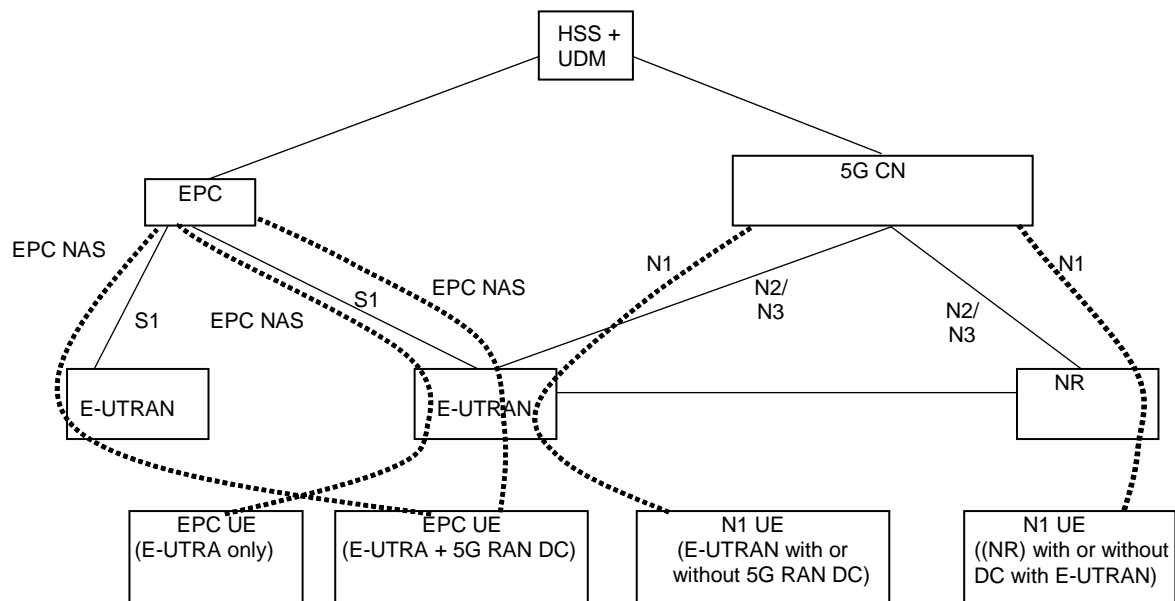 HSS +
UDM
EPC
5G CN
EPC NAS
N1
N1
EPC NAS
N2/
N3
S1
EPC NAS
S1
N2/
N3
E-UTRAN
E-UTRAN
NR
EPC UE
(E-UTRA only)
EPC UE
(E-UTRA + 5G RAN DC)
N1 UE
(E-UTRAN with or
without 5G RAN DC)
N1 UE
((NR) with or without
DC with E-UTRAN)